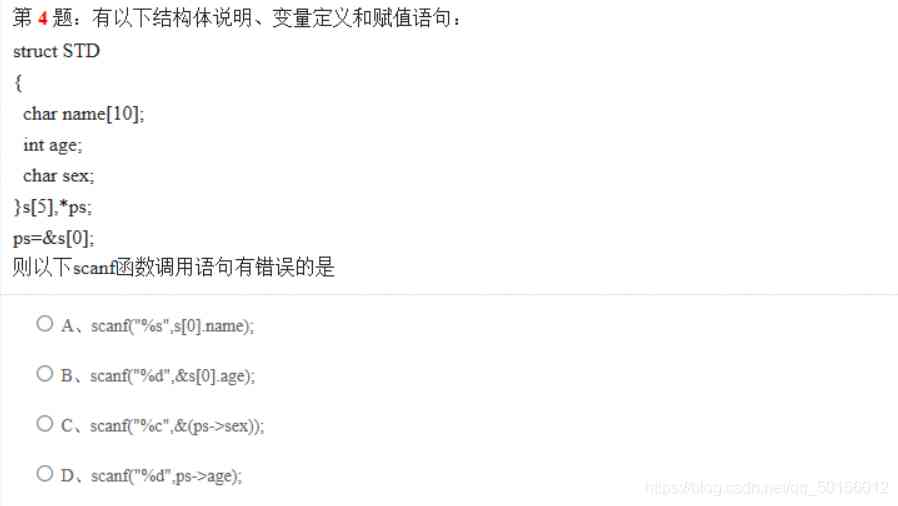 第 4 题：有以下结构体说明、变量定义和赋值语句：
struct STD
{
char name[10];
int age;
char sex;
}s[5],*ps;
ps=&s[0];
则以下scanf函数调用语句有错误的是
A、scanf("%s",s[0].name);
B、scanf("%d",&s[0].age);
C、scanf("%c",&(ps->sex));
D、scanf("%d",ps->age);
https://blog.csdn.net/qq_50156012